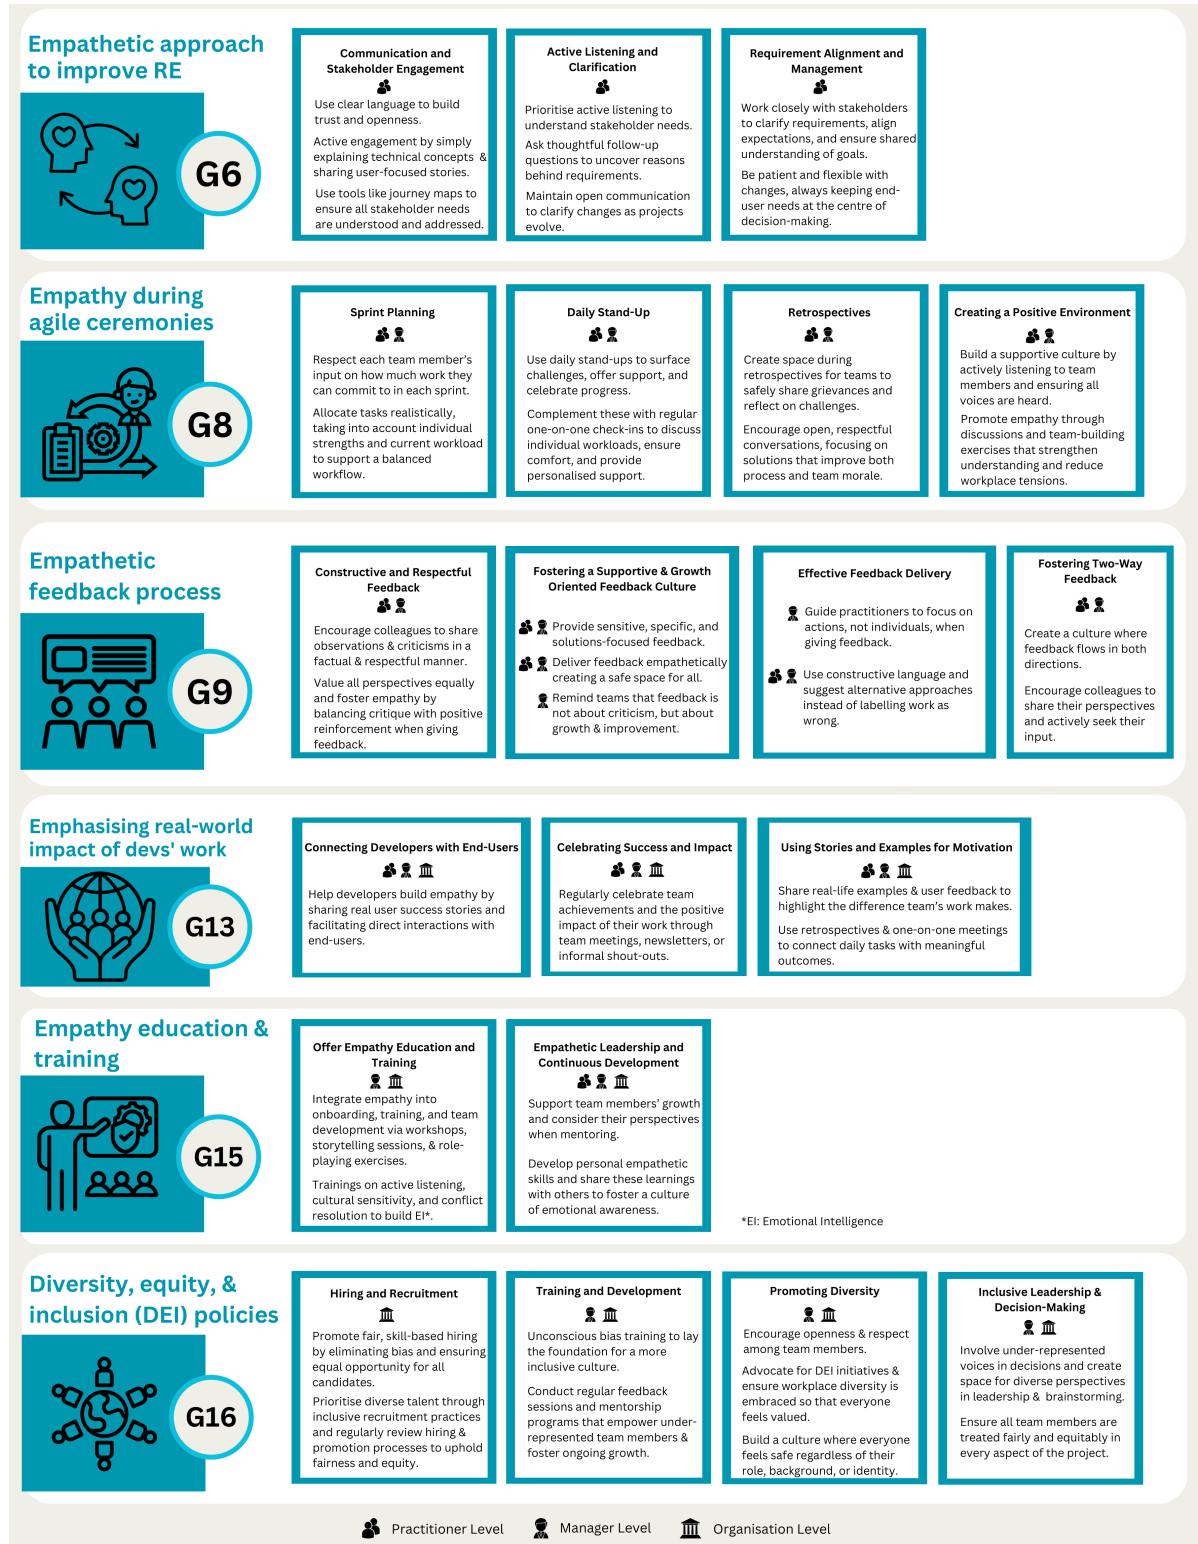 Empathetic approach
to improve RE
G6
Communication and
Stakeholder Engagement
Use clear language to build
trust and openness.
Active engagement by simply
explaining technical concepts &
sharing user-focused stories.
Use tools like journey maps to
ensure all stakeholder needs
are understood and addressed.
Active Listening and
Clarification
Prioritise active listening to
understand stakeholder needs.
Ask thoughtful follow-up
questions to uncover reasons
behind requirements.
Maintain open communication
to clarify changes as projects
evolve.
Requirement Alignment and
Management
Work closely with stakeholders
to clarify requirements, align
expectations, and ensure shared
understanding of goals.
Be patient and flexible with
changes, always keeping end-
user needs at the centre of
decision-making.
Empathy during
agile ceremonies
G8
Sprint Planning
Respect each team member's
input on how much work they
can commit to in each sprint.
Allocate tasks realistically,
taking into account individual
strengths and current workload
to support a balanced
workflow.
Daily Stand-Up
Use daily stand-ups to surface
challenges, offer support, and
celebrate progress.
Complement these with regular
one-on-one check-ins to discuss
individual workloads, ensure
comfort, and provide
personalised support.
Retrospectives
Create space during
retrospectives for teams to
safely share grievances and
reflect on challenges.
Encourage open, respectful
conversations, focusing on
solutions that improve both
process and team morale.
Creating a Positive Environment
Build a supportive culture by
actively listening to team
members and ensuring all
voices are heard.
Promote empathy through
discussions and team-building
exercises that strengthen
understanding and reduce
workplace tensions.
Empathetic
feedback process
G9
Constructive and Respectful
Feedback
Encourage colleagues to share
observations & criticisms in a
factual & respectful manner.
Value all perspectives equally
and foster empathy by
balancing critique with positive
reinforcement when giving
feedback.
Fostering a Supportive & Growth
Oriented Feedback Culture
Provide sensitive, specific, and
solutions-focused feedback.
Deliver feedback empathetically
creating a safe space for all.
Remind teams that feedback is
not about criticism, but about
growth & improvement.
Effective Feedback Delivery
Guide practitioners to focus on
actions, not individuals, when
giving feedback.
Use constructive language and
suggest alternative approaches
instead of labelling work as
wrong.
Fostering Two-Way
Feedback
Create a culture where
feedback flows in both
directions.
Encourage colleagues to
share their perspectives
and actively seek their
input.
Emphasising real-world
impact of devs' work
G13
Connecting Developers with End-Users
Help developers build empathy by
sharing real user success stories and
facilitating direct interactions with
end-users.
Celebrating Success and Impact
Regularly celebrate team
achievements and the positive
impact of their work through
team meetings, newsletters, or
informal shout-outs.
Using Stories and Examples for Motivation
Share real-life examples & user feedback to
highlight the difference team's work makes.
Use retrospectives & one-on-one meetings
to connect daily tasks with meaningful
outcomes.
Empathy education &
training
G15
Offer Empathy Education and
Training
Integrate empathy into
onboarding, training, and team
development via workshops,
storytelling sessions, & role-
playing exercises.
Trainings on active listening,
cultural sensitivity, and conflict
resolution to build EI*.
Empathetic Leadership and
Continuous Development
Support team members' growth
and consider their perspectives
when mentoring.
Develop personal empathetic
skills and share these learnings
with others to foster a culture
of emotional awareness.
*EI: Emotional Intelligence
Diversity, equity, &
inclusion (DEI) policies
G16
Hiring and Recruitment
Promote fair, skill-based hiring
by eliminating bias and ensuring
equal opportunity for all
candidates.
Prioritise diverse talent through
inclusive recruitment practices
and regularly review hiring &
promotion processes to uphold
fairness and equity.
Training and Development
Unconscious bias training to lay
the foundation for a more
inclusive culture.
Conduct regular feedback
sessions and mentorship
programs that empower under-
represented team members &
foster ongoing growth.
Promoting Diversity
Encourage openness & respect
among team members.
Advocate for DEI initiatives &
ensure workplace diversity is
embraced so that everyone
feels valued.
Build a culture where everyone
feels safe regardless of their
role, background, or identity.
Inclusive Leadership &
Decision-Making
Involve under-represented
voices in decisions and create
space for diverse perspectives
in leadership & brainstorming.
Ensure all team members are
treated fairly and equitably in
every aspect of the project.
Practitioner Level
Manager Level
Organisation Level